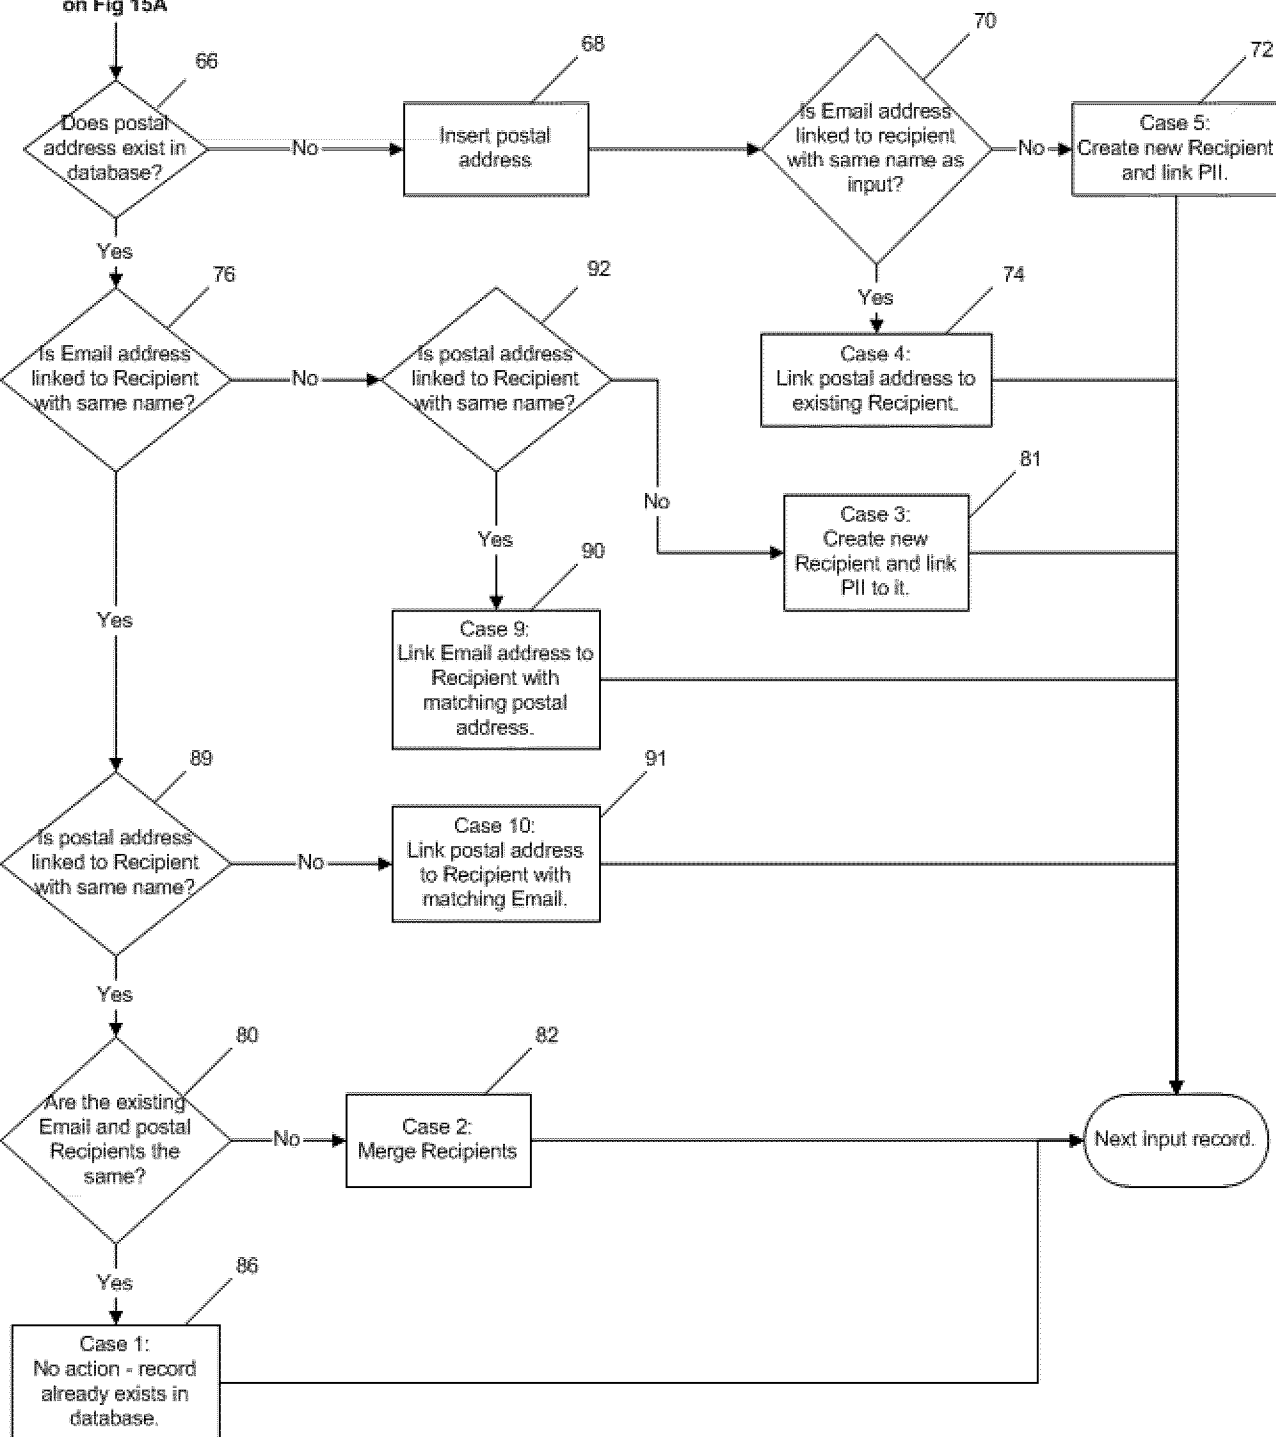 on Fig 15A
66
Does postal
address exist in
database?
No
68
Insert postal
address
70
Is Email address
linked to recipient
with same name as
input?
No
72
Case 5:
Create new Recipient
and link PII.
Yes
Yes
76
Is Email address
linked to Recipient
with same name?
No
92
Is postal address
linked to Recipient
with same name?
74
Case 4:
Link postal address to
existing Recipient.
No
81
Case 3:
Create new
Recipient and link
PII to it.
Yes
90
Case 9:
Link Email address to
Recipient with
matching postal
address.
Yes
89
Is postal address
linked to Recipient
with same name?
No
91
Case 10:
Link postal address
to Recipient with
matching Email.
Yes
80
Are the existing
Email and postal
Recipients the
same?
No
82
Case 2:
Merge Recipients
Next input record.
Yes
86
Case 1:
No action - record
already exists in
database.